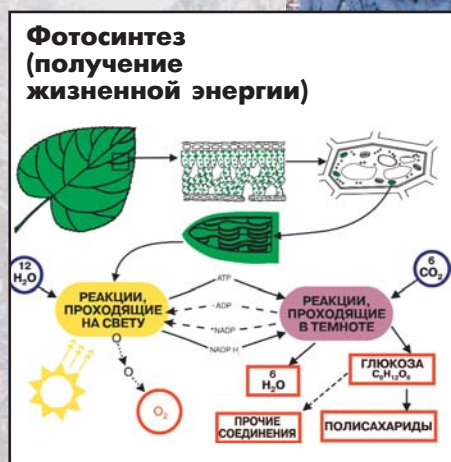 Фотосинтез
(получение
жизненной энергии)
12
H₂O
6
CO₂
ATP
ADP
NADP
NADP H₂
РЕАКЦИИ,
ПРОХОДЯЩИЕ
НА СВЕТУ
РЕАКЦИИ,
ПРОХОДЯЩИЕ
В ТЕМНОТЕ
O
O
O₂
6
H₂O
ГЛЮКОЗА
C₆H₁₂O₆
ПРОЧИЕ
СОЕДИНЕНИЯ
ПОЛИСАХАРИДЫ